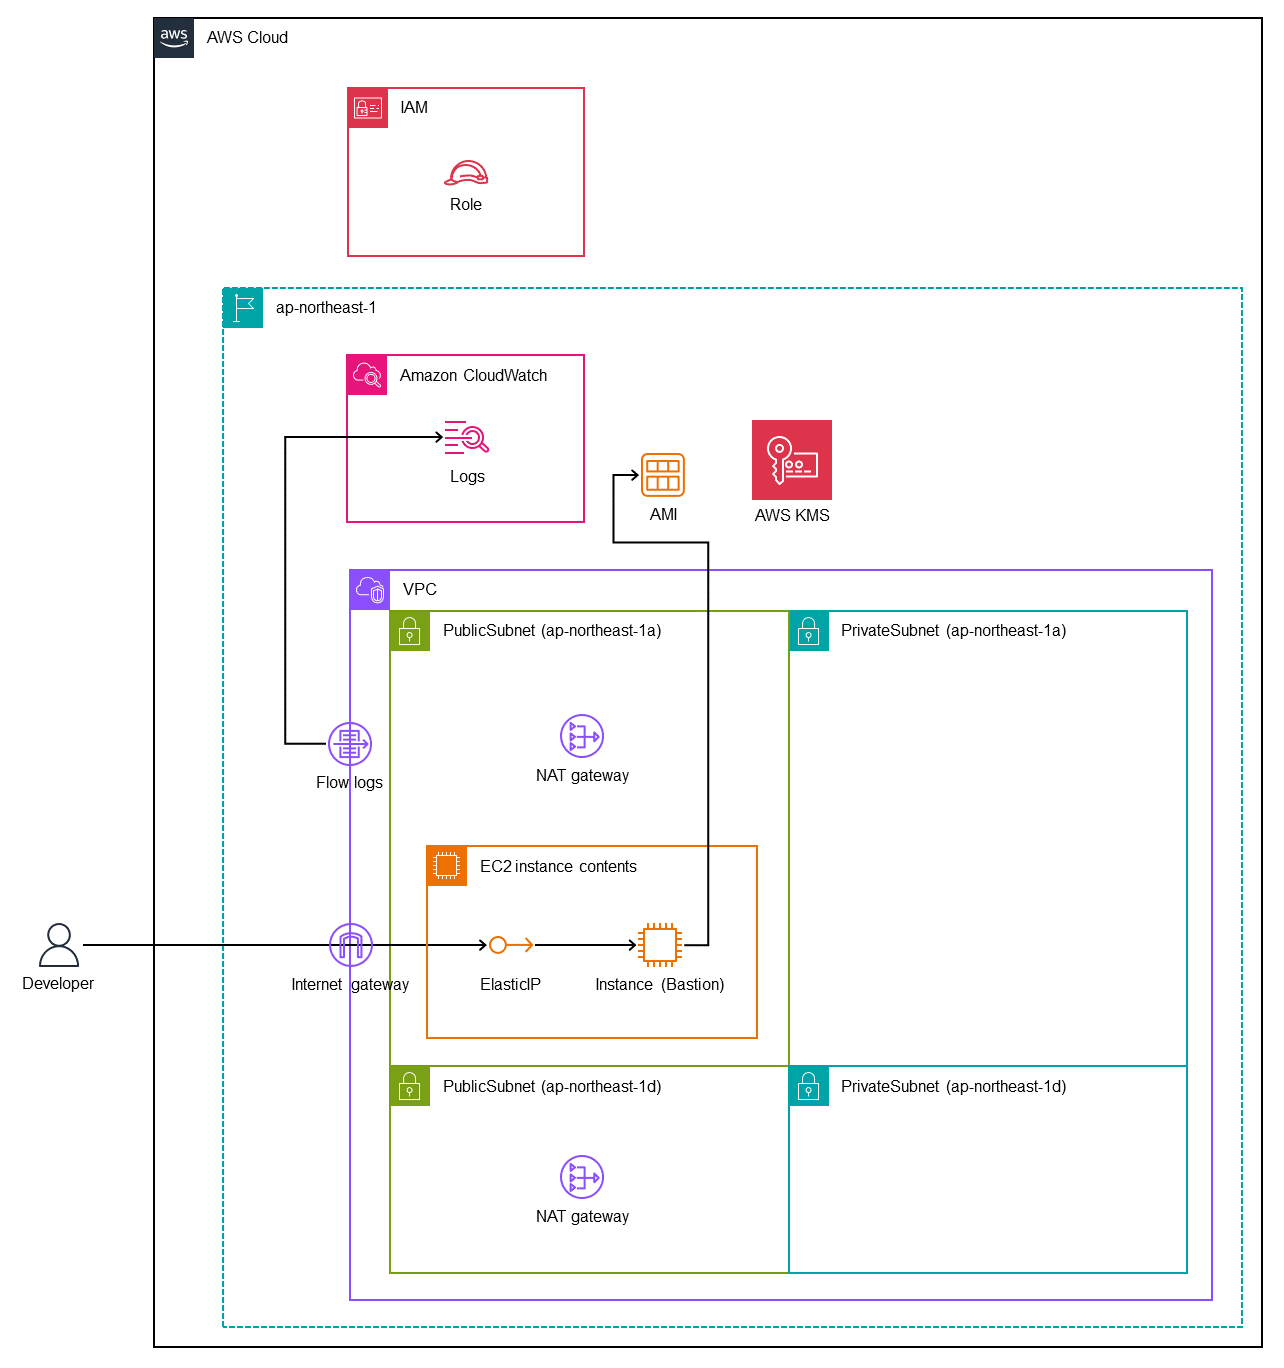 aws
AWS Cloud
IAM
Role
ap-northeast-1
Amazon CloudWatch
Logs
AMI
AWS KMS
VPC
PublicSubnet (ap-northeast-1a)
PrivateSubnet (ap-northeast-1a)
NAT gateway
Flow logs
EC2 instance contents
Developer
Internet gateway
ElasticIP
Instance (Bastion)
PublicSubnet (ap-northeast-1d)
PrivateSubnet (ap-northeast-1d)
NAT gateway